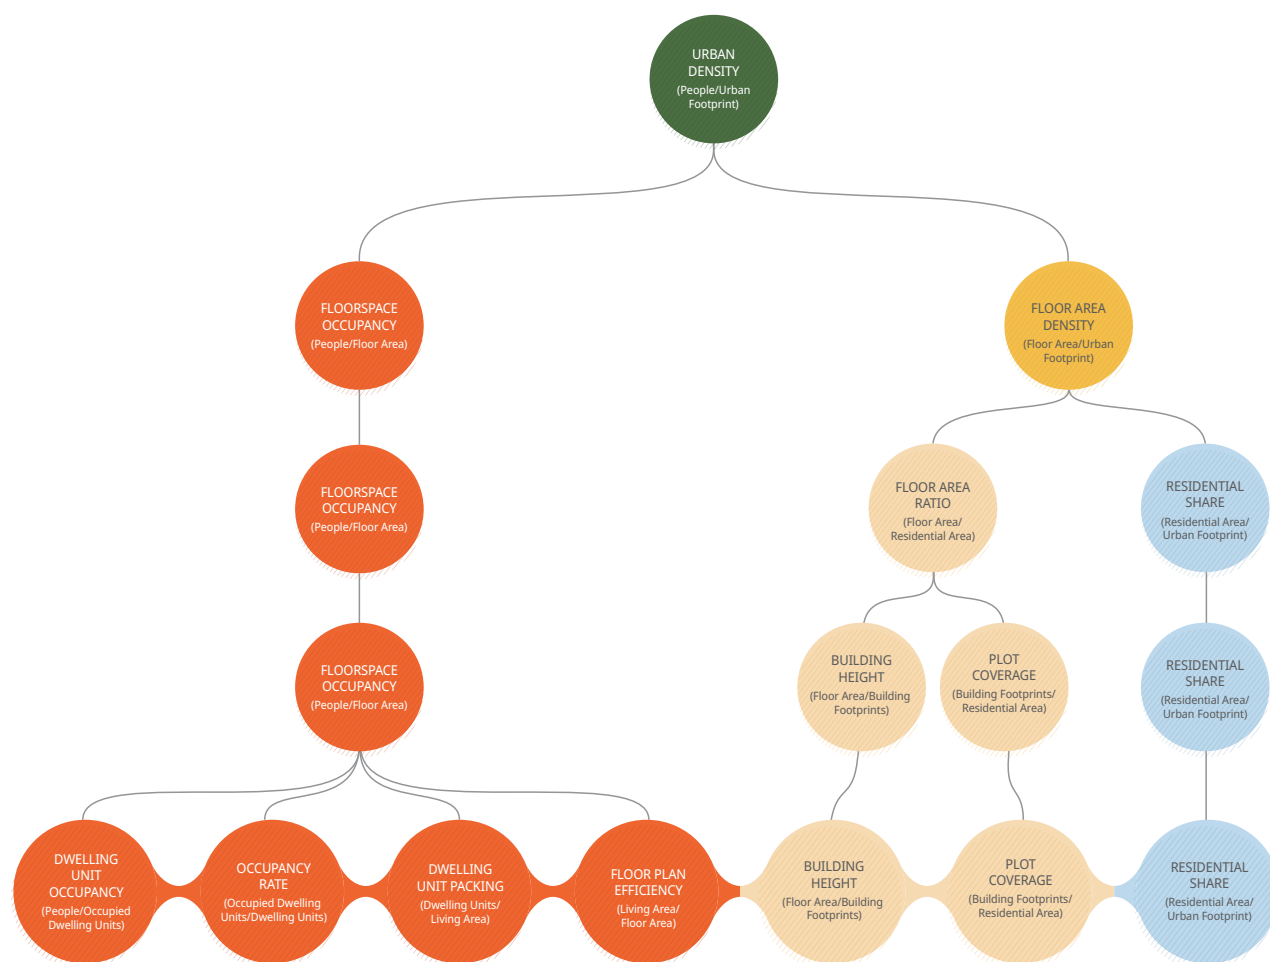 URBAN
DENSITY
(People/Urban
Footprint)
FLOORSPACE
OCCUPANCY
(People/Floor Area)
FLOOR AREA
DENSITY
(Floor Area/Urban
Footprint)
FLOORSPACE
OCCUPANCY
(People/Floor Area)
FLOOR AREA
RATIO
(Floor Area/
Residential Area)
RESIDENTIAL
SHARE
(Residential Area/
Urban Footprint)
FLOORSPACE
OCCUPANCY
(People/Floor Area)
BUILDING
HEIGHT
(Floor Area/Building
Footprints)
PLOT
COVERAGE
(Building Footprints/
Residential Area)
RESIDENTIAL
SHARE
(Residential Area/
Urban Footprint)
DWELLING
UNIT
OCCUPANCY
(People/Occupied
Dwelling Units)
OCCUPANCY
RATE
(Occupied Dwelling
Units/Dwelling Units)
DWELLING
UNIT PACKING
(Dwelling Units/
Living Area)
FLOOR PLAN
EFFICIENCY
(Living Area/
Floor Area)
BUILDING
HEIGHT
(Floor Area/Building
Footprints)
PLOT
COVERAGE
(Building Footprints/
Residential Area)
RESIDENTIAL
SHARE
(Residential Area/
Urban Footprint)